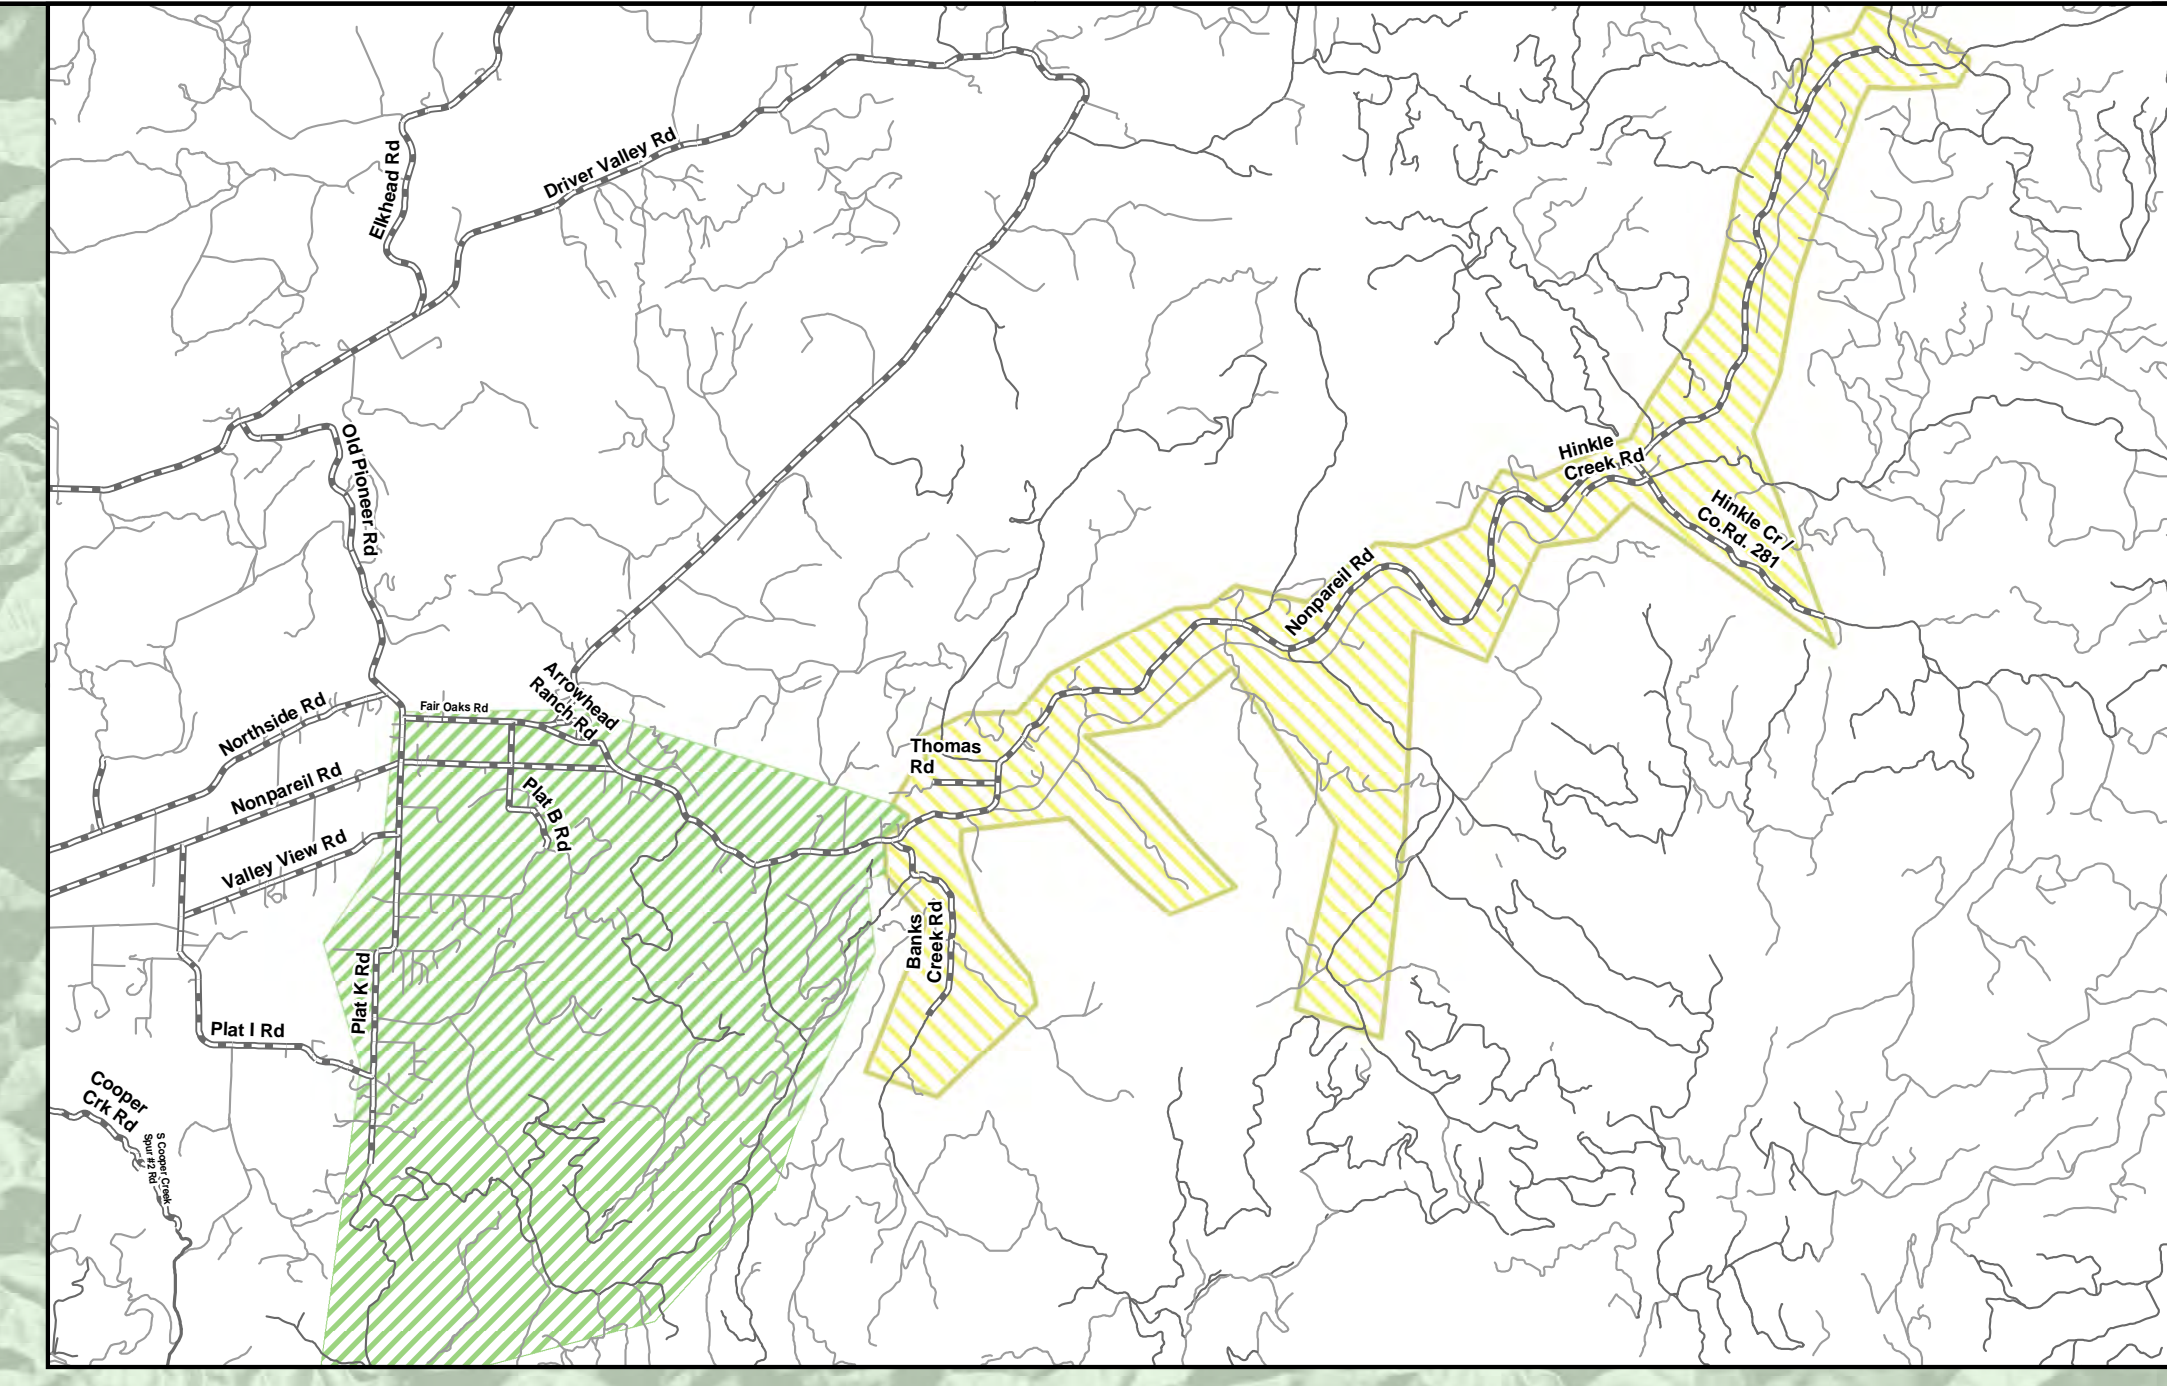 Elkhead Rd
Driver Valley Rd
Old Pioneer Rd
Hinkle
Creek Rd
Hinkle Cr /
Co.Rd. 281
Nonpareil Rd
Arrowhead
Ranch Rd
Fair Oaks Rd
Northside Rd
Nonpareil Rd
Thomas
Rd
Plat B Rd
Valley View Rd
Banks
Creek Rd
Plat K Rd
Plat I Rd
Cooper
Crk Rd
S Cooper Creek
Spur #2 Rd